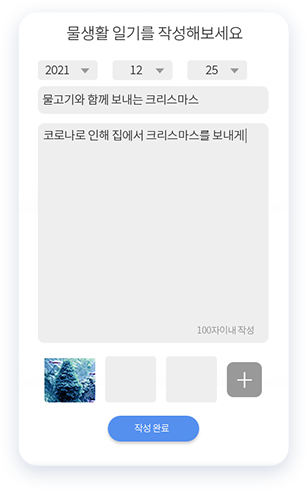 물생활 일기를 작성해보세요
2021 12 25
물고기와 함께 보내는 크리스마스
코로나로 인해 집에서 크리스마스를 보내게
100자이내 작성
작성 완료